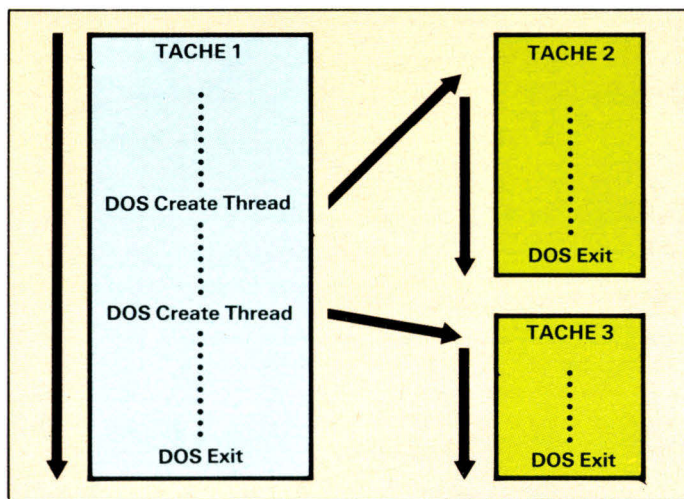 TACHE 1
DOS Create Thread
DOS Create Thread
DOS Exit
TACHE 2
DOS Exit
TACHE 3
DOS Exit